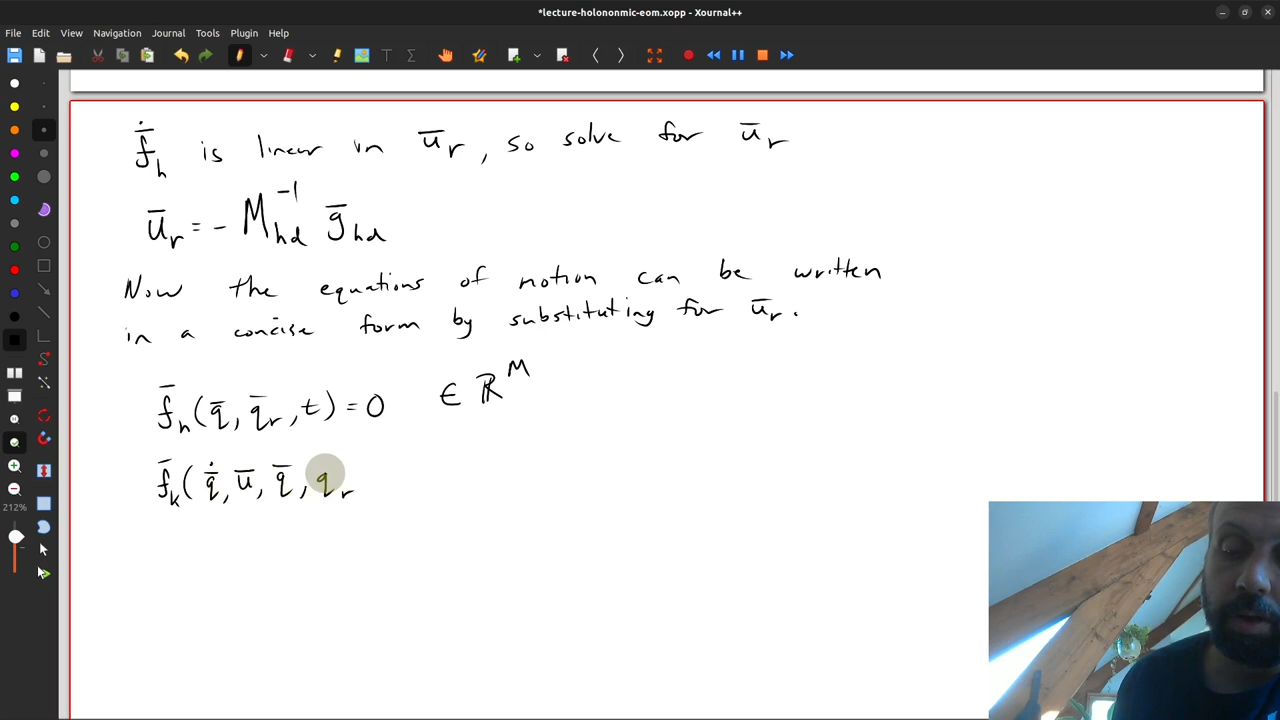 *lecture-holononmic-eom.xopp - Xournal++
File Edit View Navigation Journal Tools Plugin Help
ḟ̄_h is linear in ū_r, so solve for ū_r
ū_r = - M_hd^-1 ḡ_hd
Now the equations of motion can be written
in a concise form by substituting for ū_r.
f̄_h(q̄, q̄_r, t) = 0 ∈ ℝ^M
f̄_k(q̄̇, ū, q̄, q_r
212%